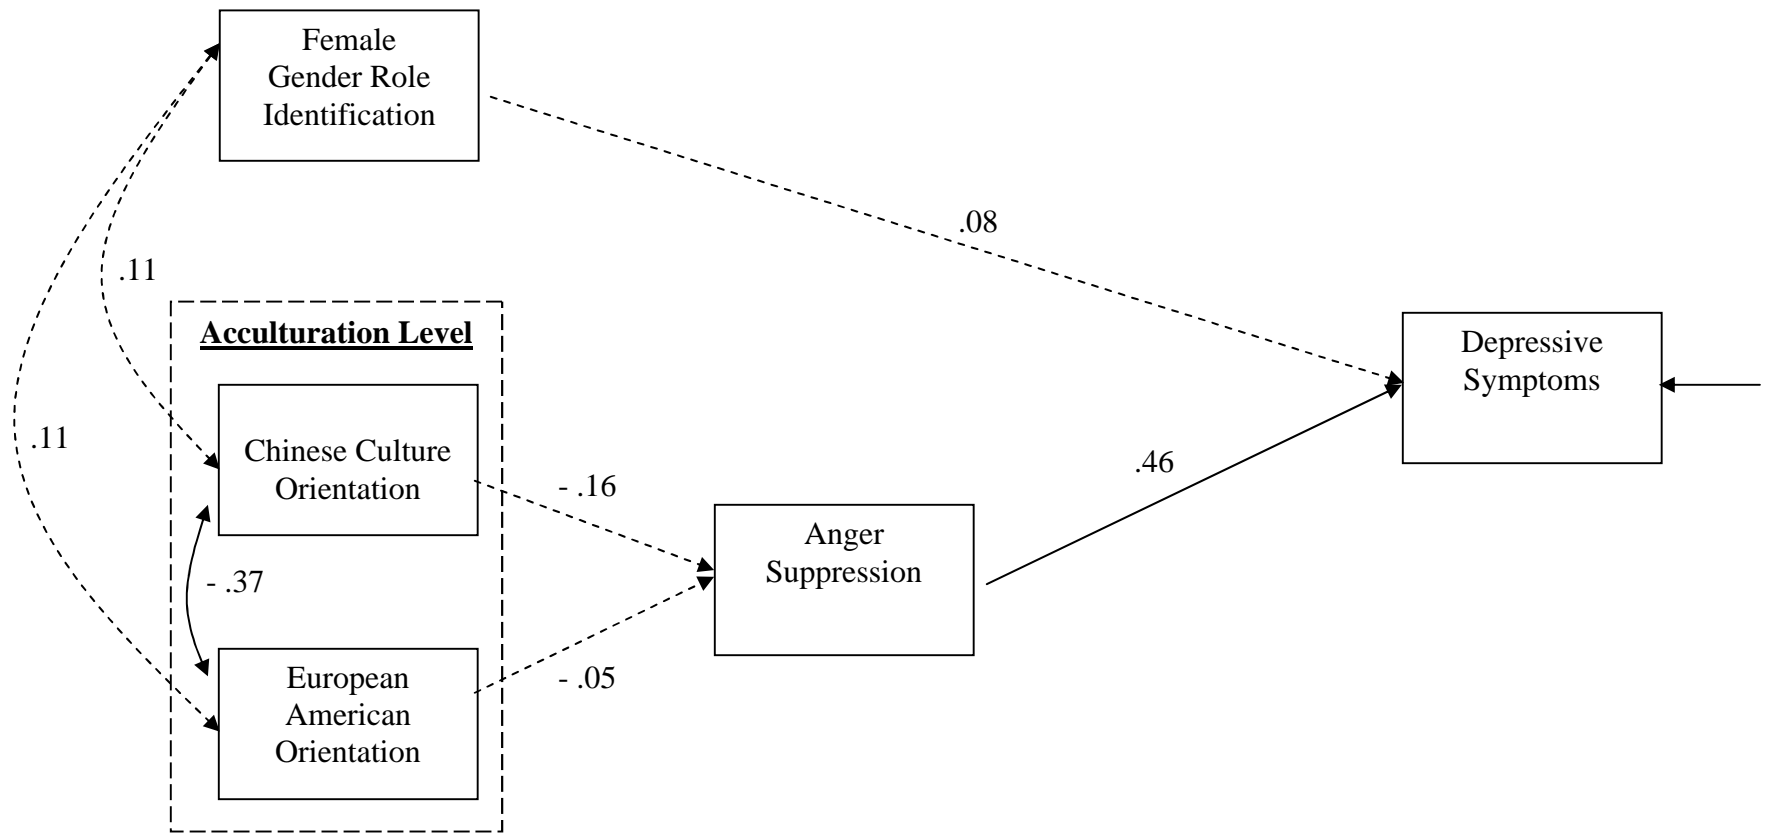 Female
Gender Role
Identification
.08
.11
Acculturation Level
Depressive
Symptoms
.11
Chinese Culture
Orientation
- .16
.46
Anger
Suppression
- .37
European
American
Orientation
- .05